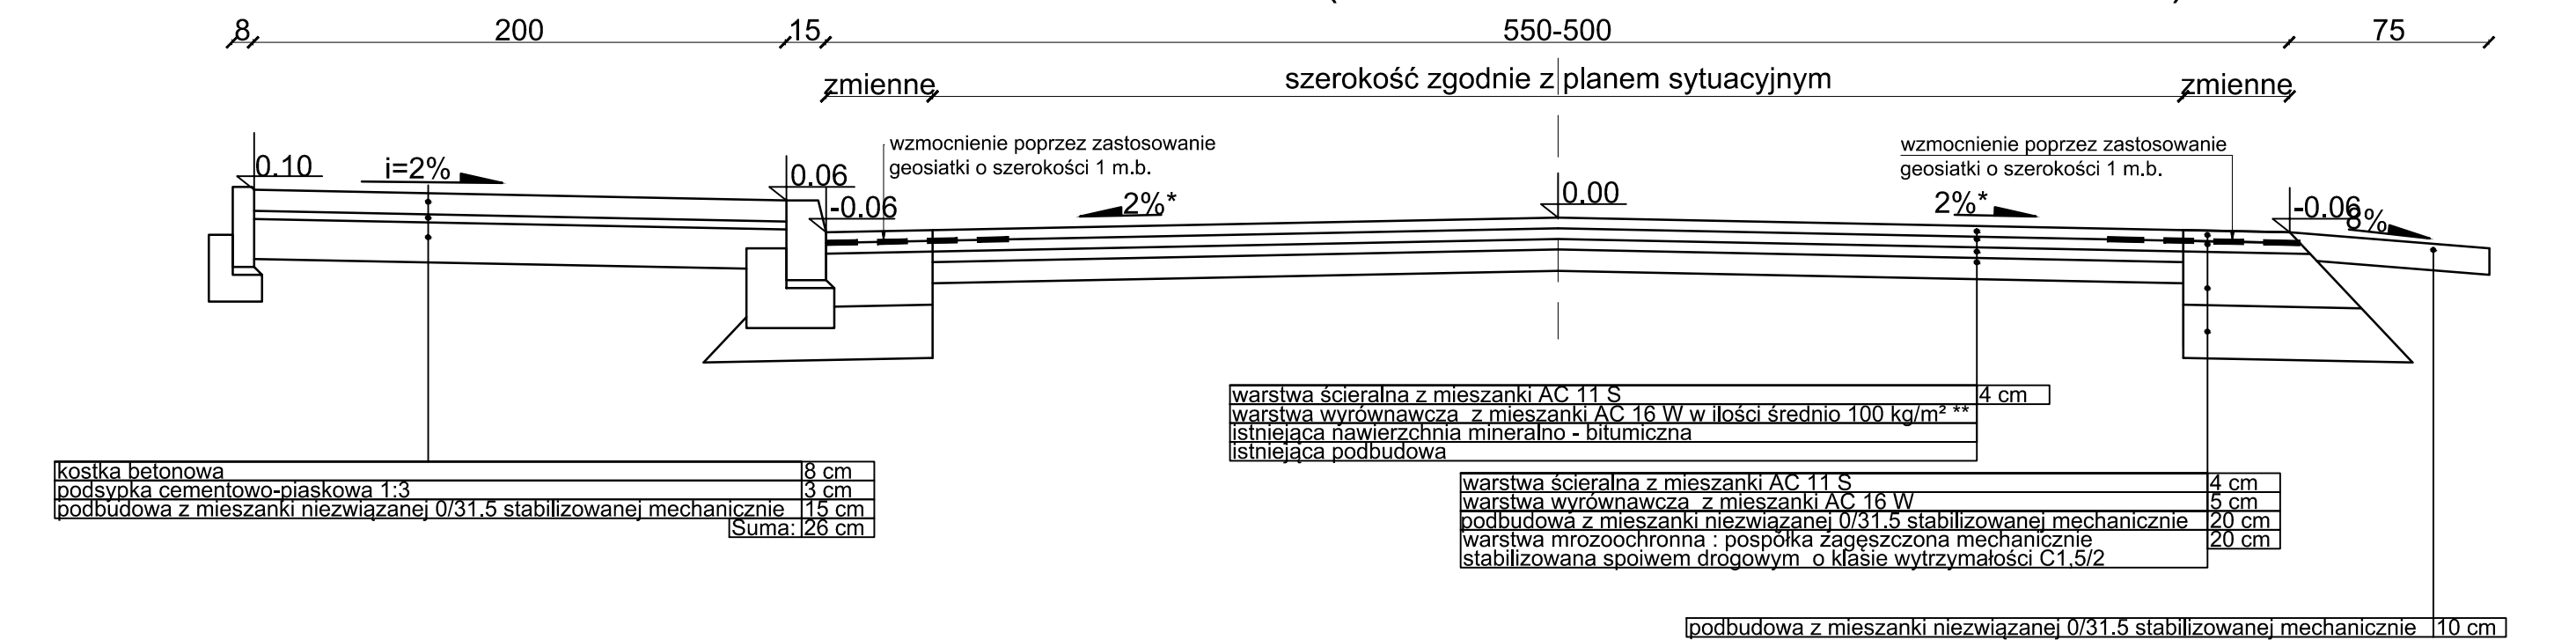 8 200 15 550-500 75
zmienne szerokość zgodnie z planem sytuacyjnym zmienne
wzmocnienie poprzez zastosowanie
geosiatki o szerokości 1 m.b.
wzmocnienie poprzez zastosowanie
geosiatki o szerokości 1 m.b.
0.10 i=2% 0.06 -0.06 2%* 0.00 2%* -0.06 8%
warstwa ścieralna z mieszanki AC 11 S 4 cm
warstwa wyrównawcza z mieszanki AC 16 W w ilości średnio 100 kg/m² **
istniejąca nawierzchnia mineralno - bitumiczna
istniejąca podbudowa
kostka betonowa 8 cm
podsypka cementowo-piaskowa 1:3 3 cm
podbudowa z mieszanki niezwiązanej 0/31.5 stabilizowanej mechanicznie 15 cm
Suma: 26 cm
warstwa ścieralna z mieszanki AC 11 S 4 cm
warstwa wyrównawcza z mieszanki AC 16 W 5 cm
podbudowa z mieszanki niezwiązanej 0/31.5 stabilizowanej mechanicznie 20 cm
warstwa mrozoochronna : pospółka zagęszczona mechanicznie 20 cm
stabilizowana spoiwem drogowym o klasie wytrzymałości C1,5/2
podbudowa z mieszanki niezwiązanej 0/31.5 stabilizowanej mechanicznie 10 cm